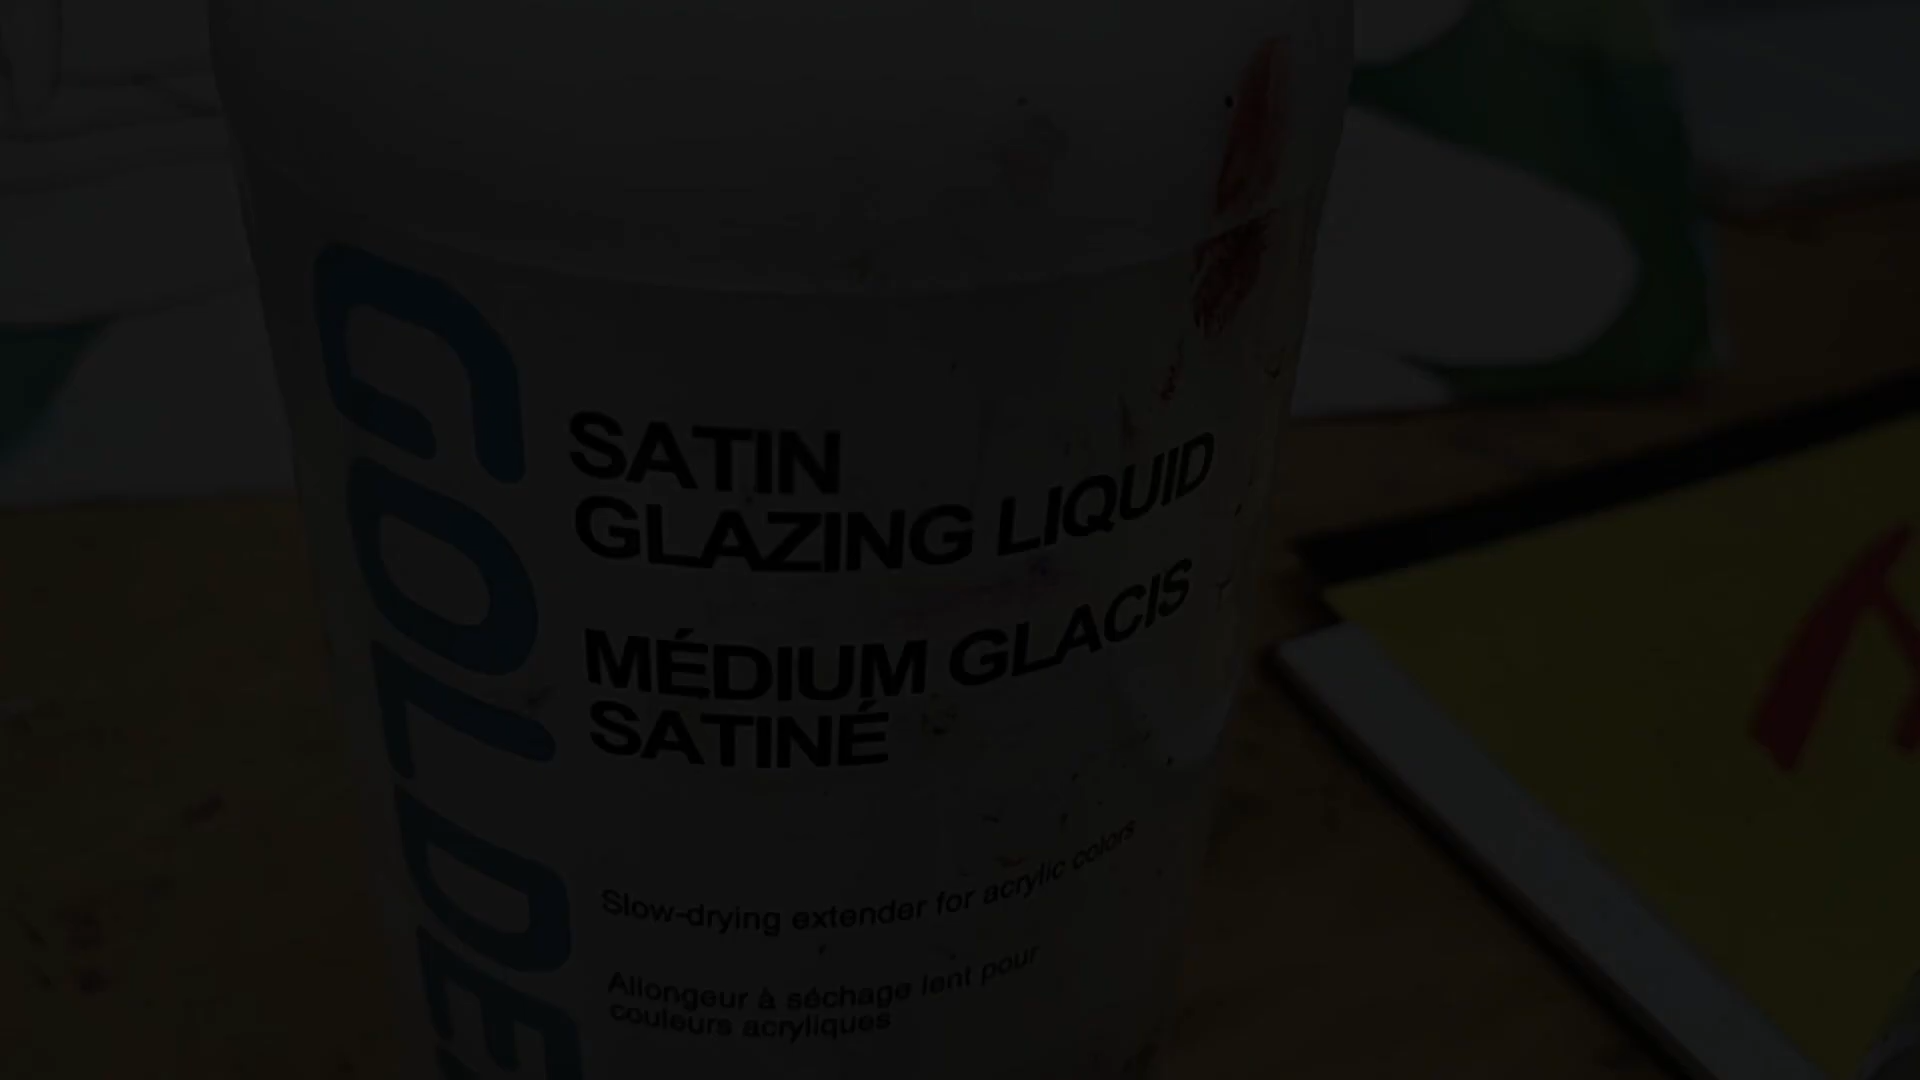 GOLDE
SATIN
GLAZING LIQUID
MÉDIUM GLACIS
SATINÉ
Slow-drying extender for acrylic colors
Allongeur à séchage lent pour
couleurs acryliques